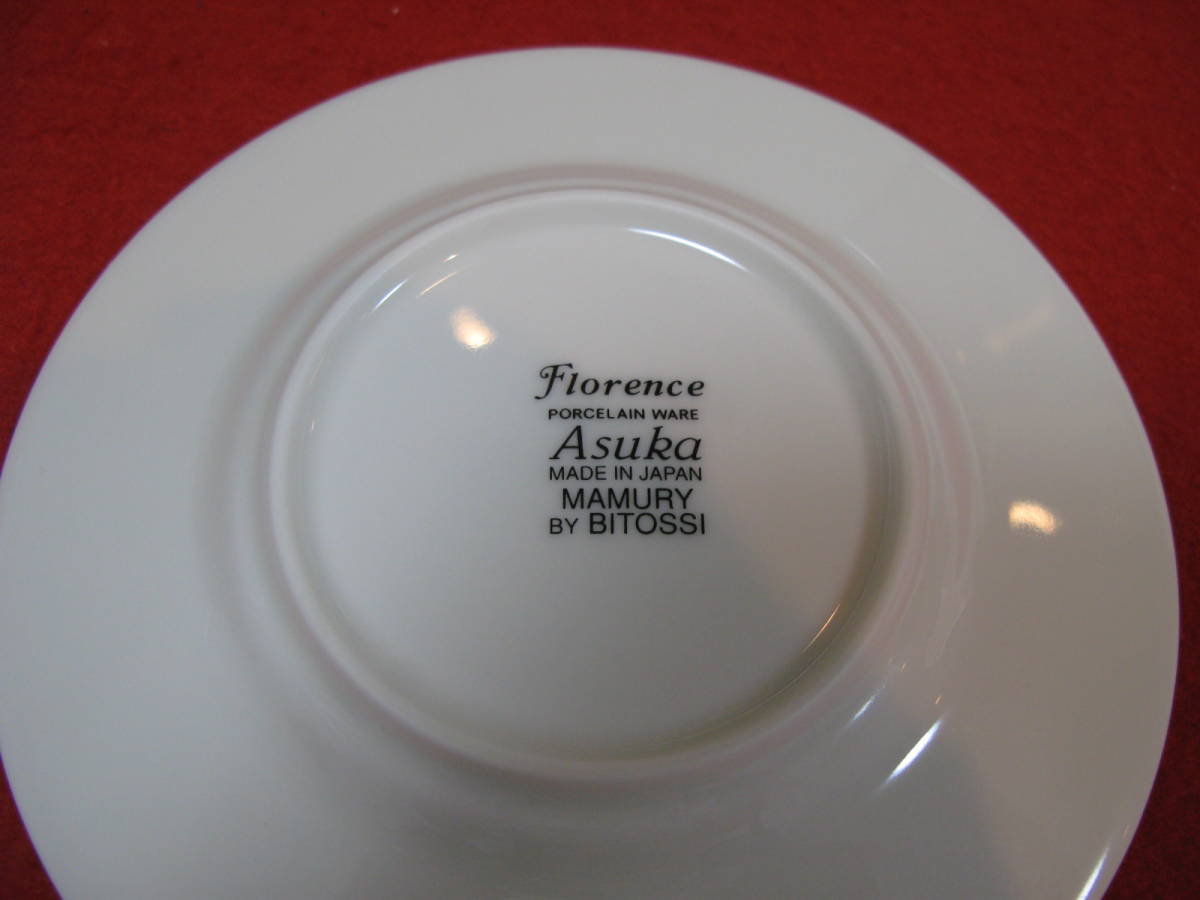 Florence
PORCELAIN WARE
Asuka
MADE IN JAPAN
MAMURY
BY BITOSSI